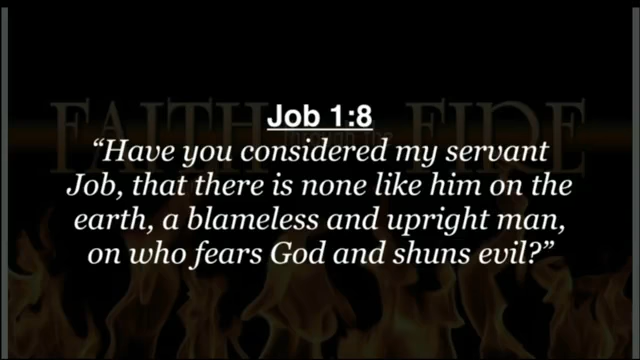 FAITH FIRE
Job 1:8
“Have you considered my servant
Job, that there is none like him on the
earth, a blameless and upright man,
on who fears God and shuns evil?”